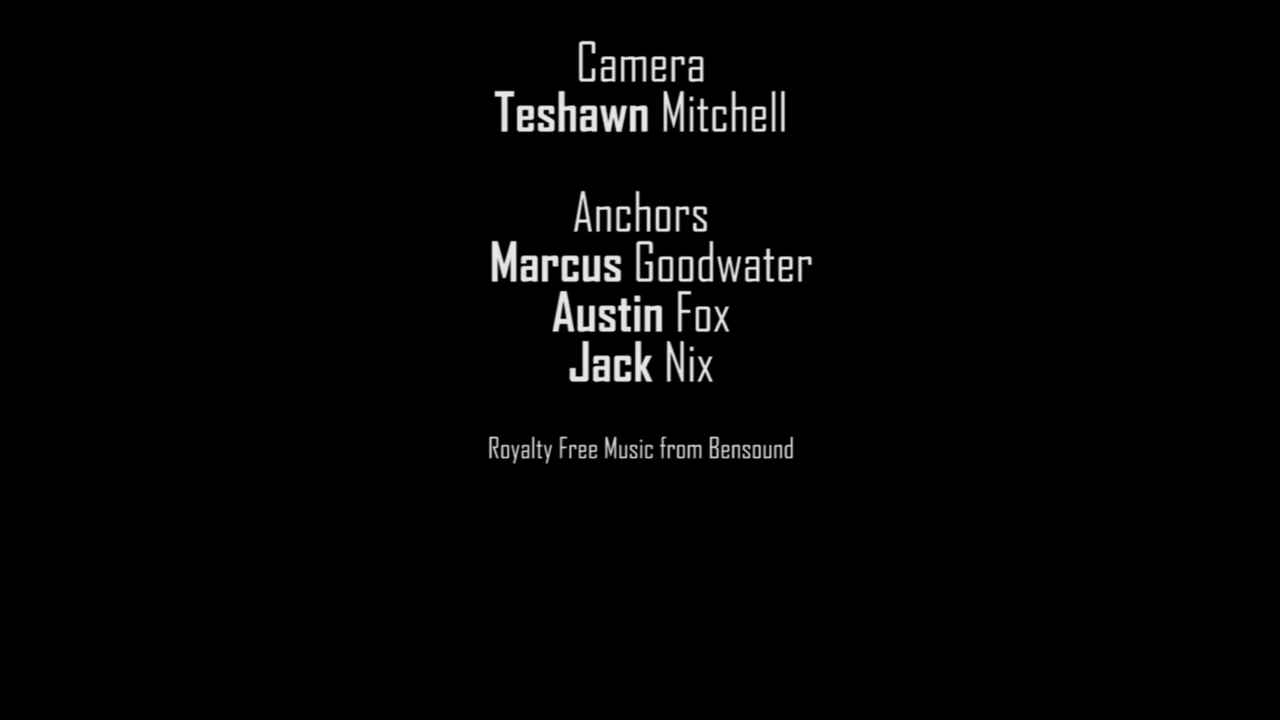 Camera
Teshawn Mitchell
Anchors
Marcus Goodwater
Austin Fox
Jack Nix
Royalty Free Music from Bensound